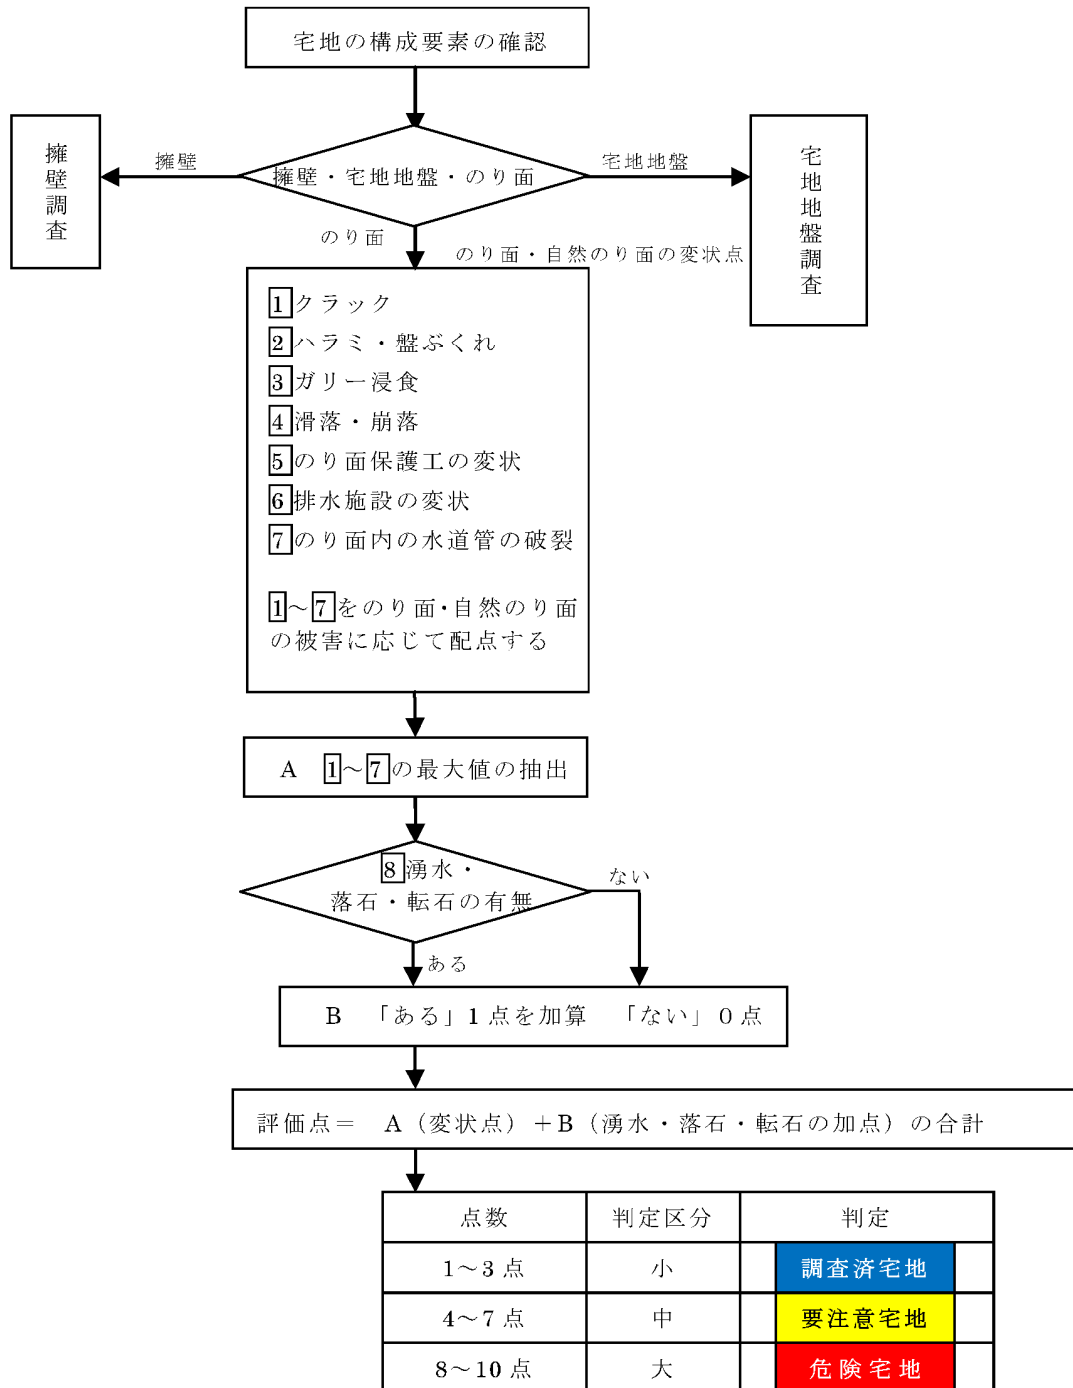 宅地の構成要素の確認
擁壁
宅地地盤
擁壁・宅地地盤・のり面
擁壁調査
宅地地盤調査
のり面
のり面・自然のり面の変状点
1クラック
2ハラミ・盤ぶくれ
3ガリー浸食
4滑落・崩落
5のり面保護工の変状
6排水施設の変状
7のり面内の水道管の破裂
1～7をのり面・自然のり面
の被害に応じて配点する
A　1～7の最大値の抽出
8湧水・
落石・転石の有無
ない
ある
B　「ある」1点を加算　「ない」0点
評価点＝　A（変状点）＋B（湧水・落石・転石の加点）の合計
点数　判定区分　判定
1～3点　小　調査済宅地
4～7点　中　要注意宅地
8～10点　大　危険宅地